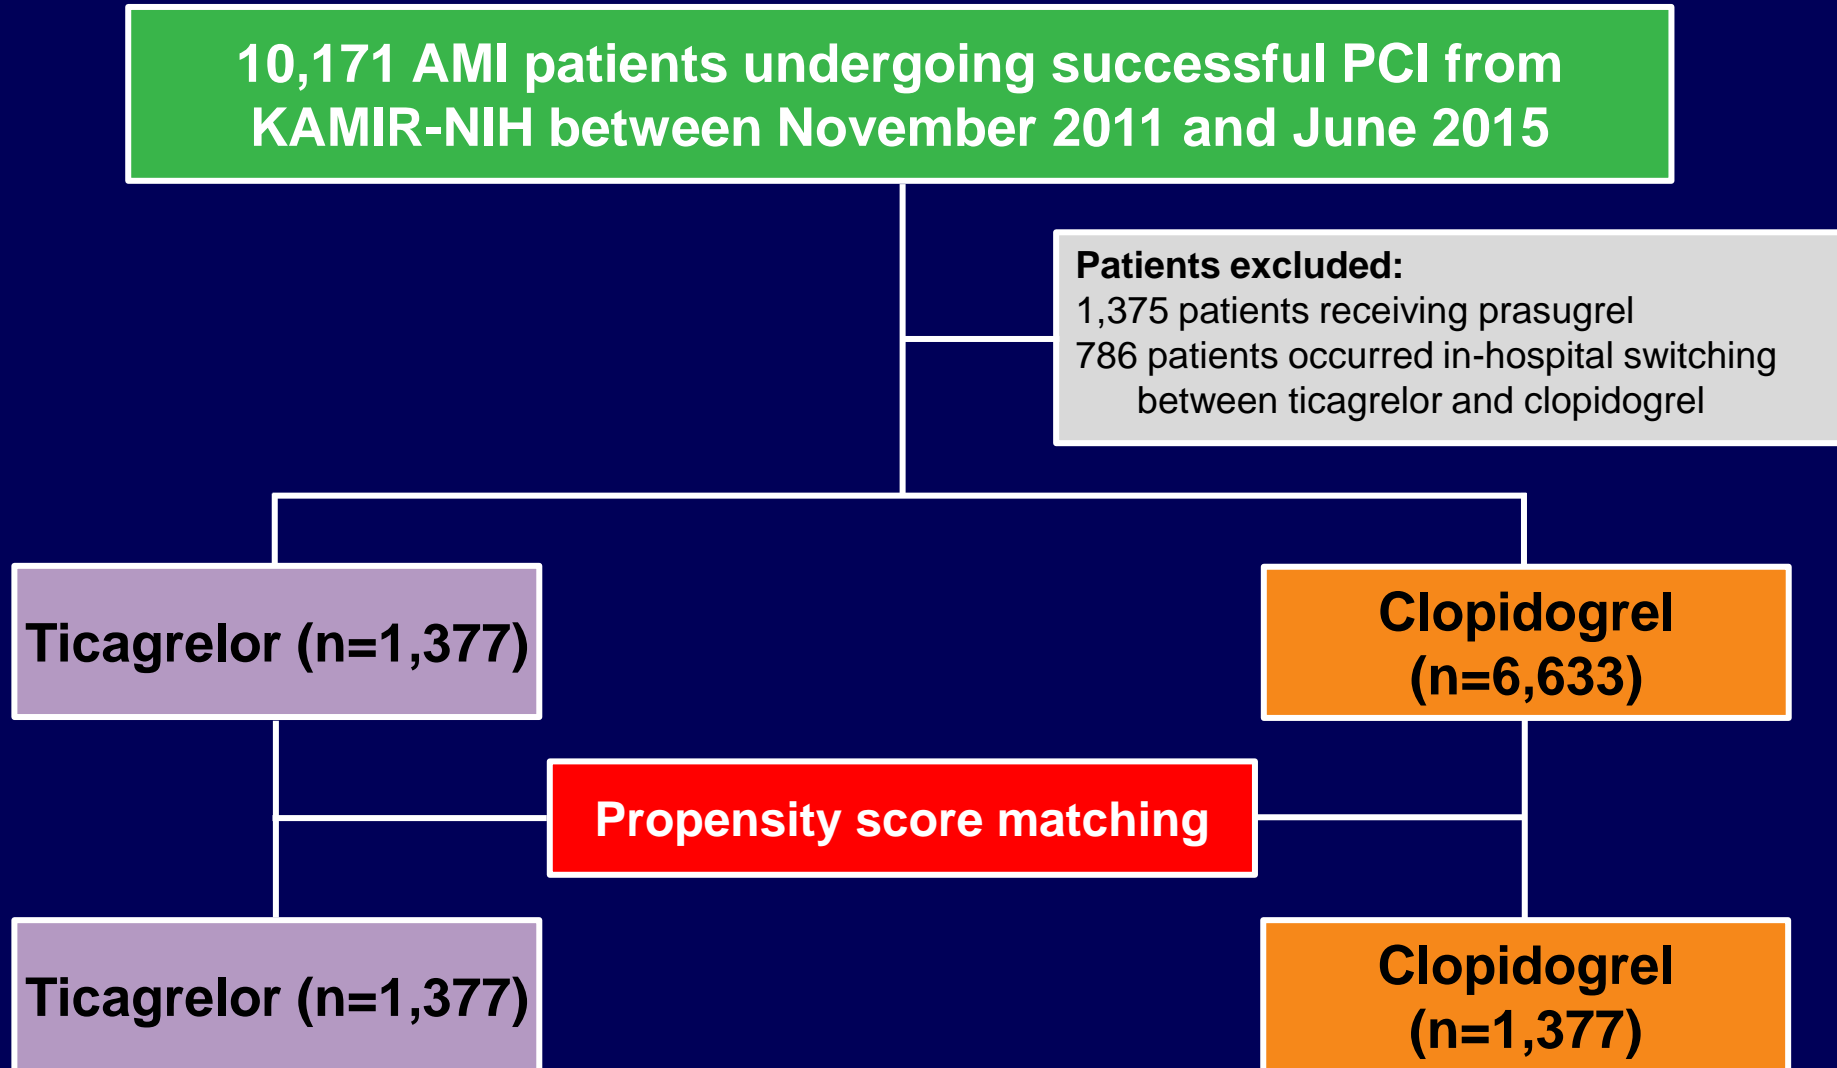 10,171 AMI patients undergoing successful PCI from
KAMIR-NIH between November 2011 and June 2015
Patients excluded:
1,375 patients receiving prasugrel
786 patients occurred in-hospital switching
between ticagrelor and clopidogrel
Ticagrelor (n=1,377)
Clopidogrel
(n=6,633)
Propensity score matching
Ticagrelor (n=1,377)
Clopidogrel
(n=1,377)